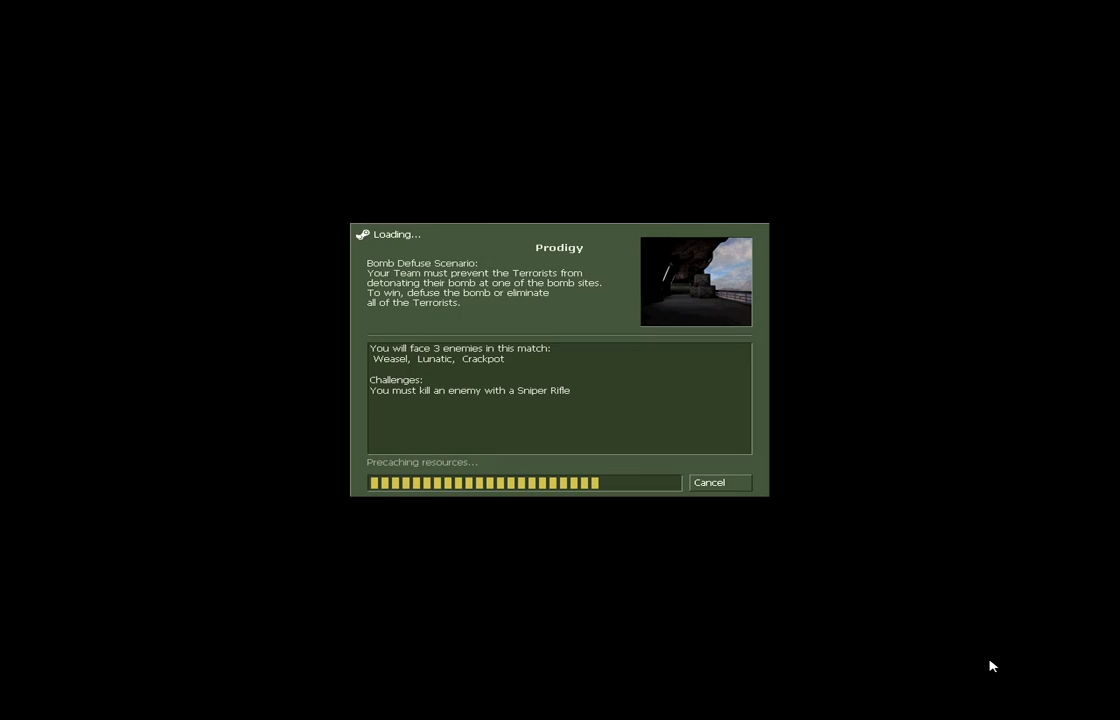 Loading...
Prodigy
Bomb Defuse Scenario:
Your Team must prevent the Terrorists from
detonating their bomb at one of the bomb sites.
To win, defuse the bomb or eliminate
all of the Terrorists.
You will face 3 enemies in this match:
Weasel, Lunatic, Crackpot
Challenges:
You must kill an enemy with a Sniper Rifle
Precaching resources...
Cancel